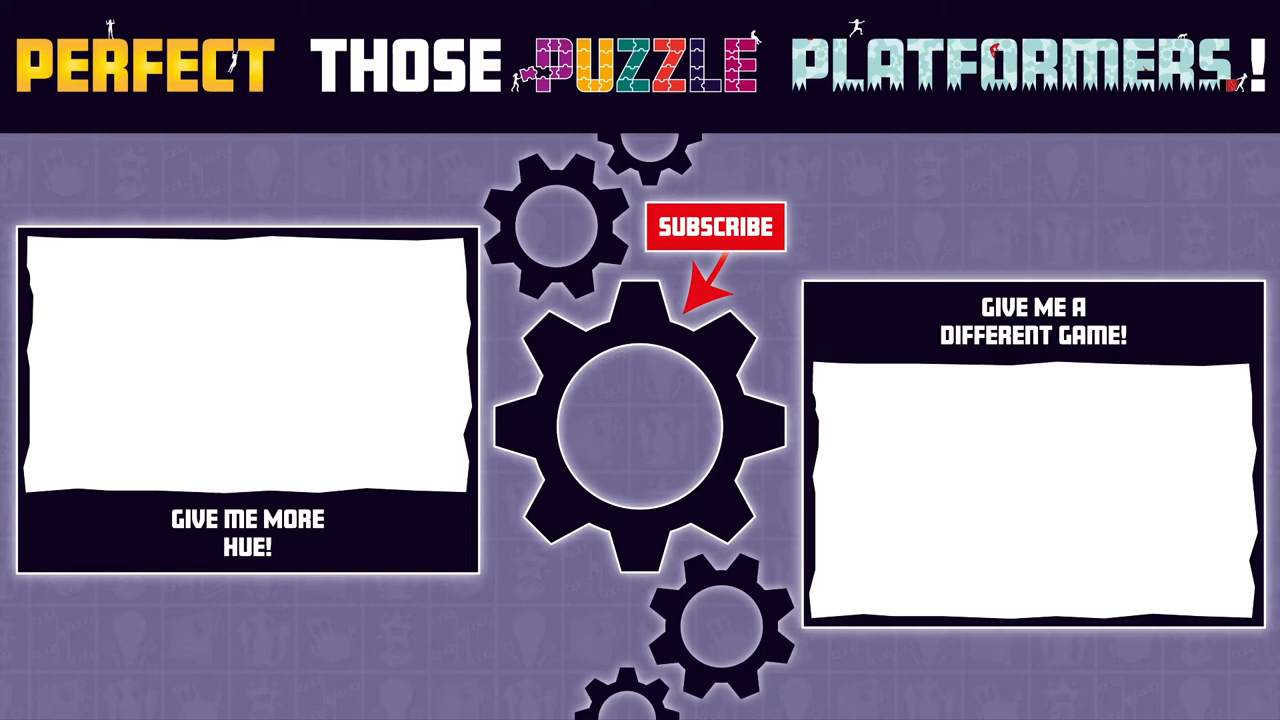 PERFECT THOSE PUZZLE PLATFORMERS!
SUBSCRIBE
GIVE ME A
DIFFERENT GAME!
GIVE ME MORE
HUE!